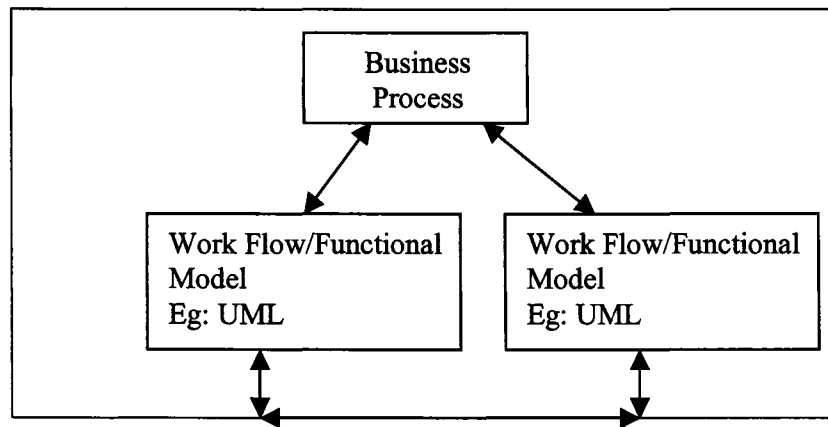 Business
Process
Work Flow/Functional
Model
Eg: UML
Work Flow/Functional
Model
Eg: UML